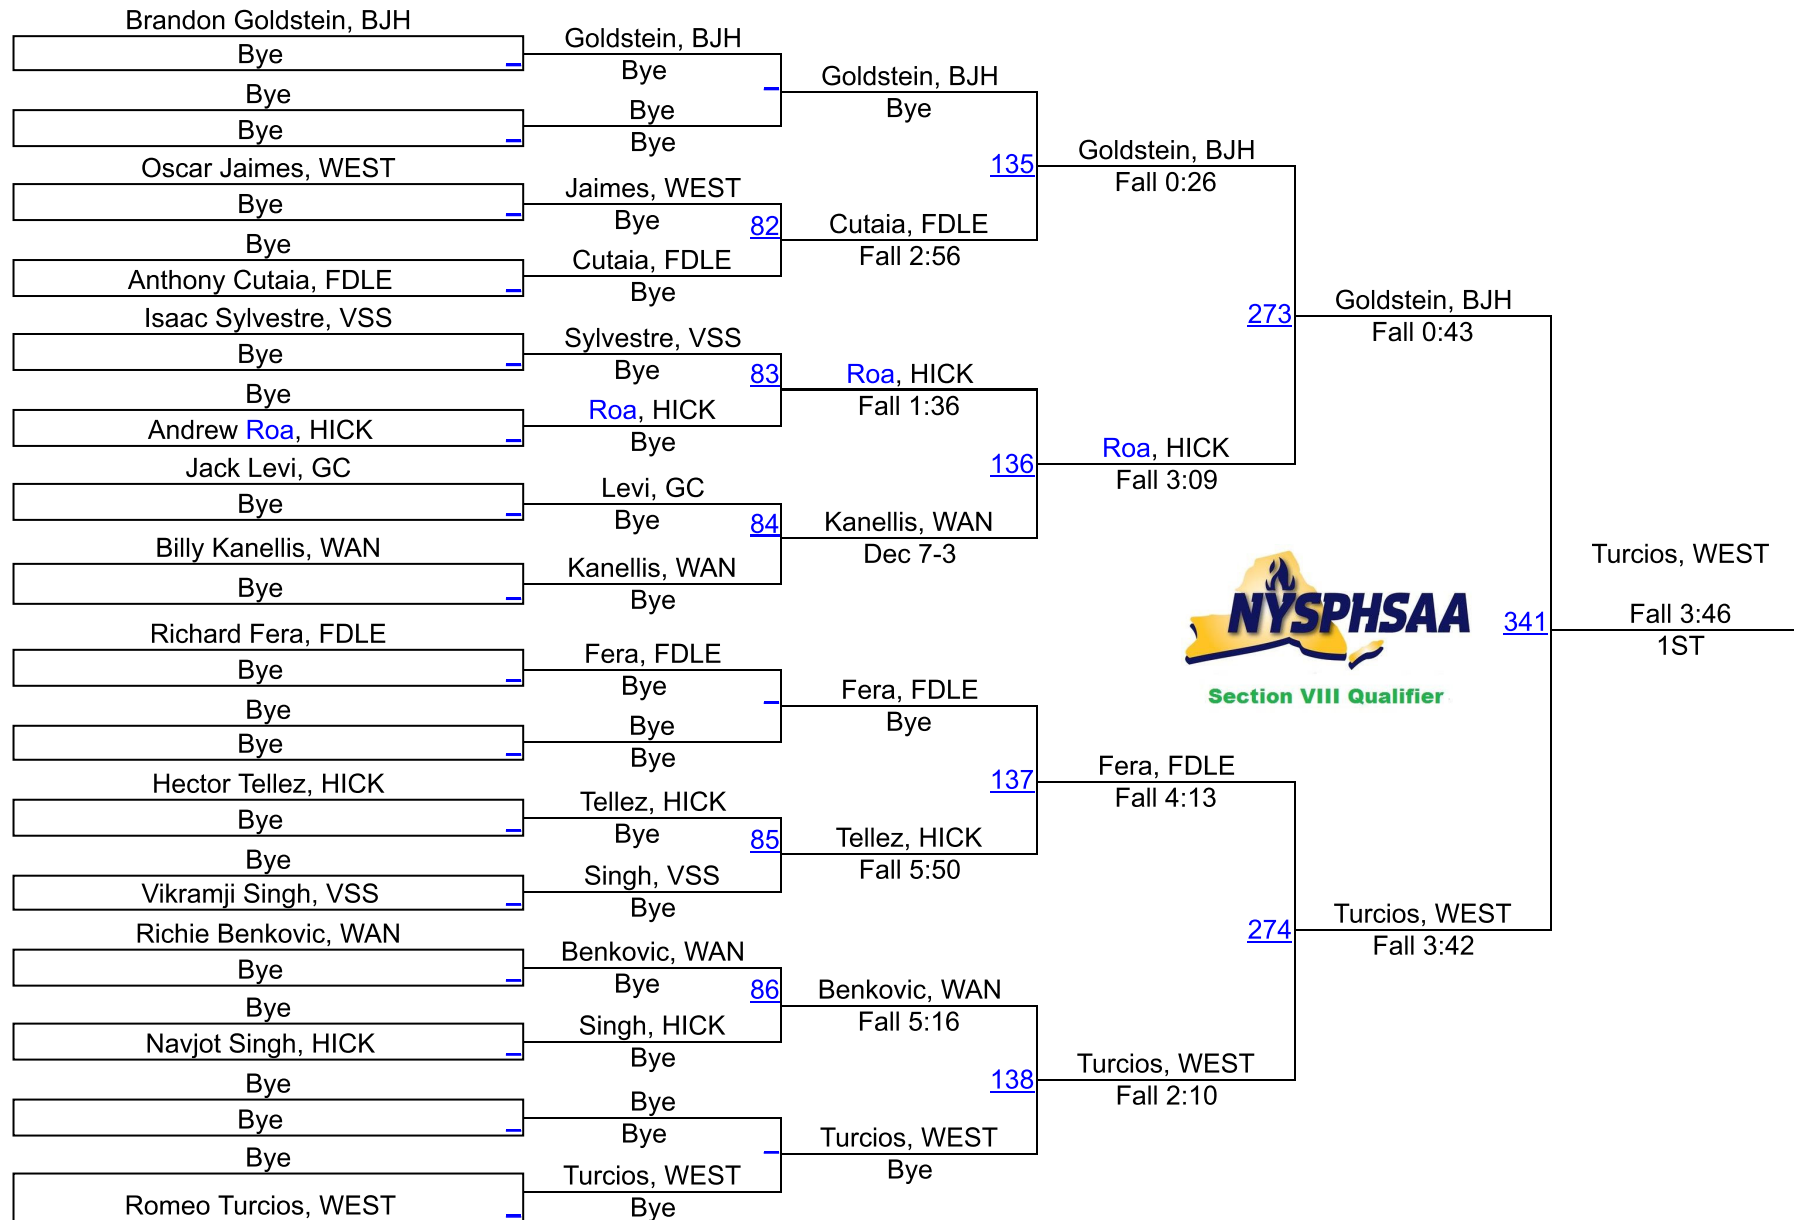 Brandon Goldstein, BJH
Bye
Bye
Bye
Oscar Jaimes, WEST
Bye
Bye
Anthony Cutaia, FDLE
Isaac Sylvestre, VSS
Bye
Bye
Andrew Roa, HICK
Jack Levi, GC
Bye
Billy Kanellis, WAN
Bye
Richard Fera, FDLE
Bye
Bye
Bye
Hector Tellez, HICK
Bye
Bye
Vikramji Singh, VSS
Richie Benkovic, WAN
Bye
Bye
Navjot Singh, HICK
Bye
Bye
Bye
Romeo Turcios, WEST
Goldstein, BJH
Bye
Bye
Bye
Jaimes, WEST
Bye
82
Cutaia, FDLE
Bye
Sylvestre, VSS
Bye
83
Roa, HICK
Bye
Levi, GC
Bye
84
Kanellis, WAN
Bye
Fera, FDLE
Bye
Bye
Bye
Tellez, HICK
Bye
85
Singh, VSS
Bye
Benkovic, WAN
Bye
86
Singh, HICK
Bye
Bye
Bye
Turcios, WEST
Bye
Goldstein, BJH
Bye
135
Cutaia, FDLE
Fall 2:56
Roa, HICK
Fall 1:36
136
Kanellis, WAN
Dec 7-3
Fera, FDLE
Bye
137
Tellez, HICK
Fall 5:50
Benkovic, WAN
Fall 5:16
138
Turcios, WEST
Bye
Goldstein, BJH
Fall 0:26
273
Roa, HICK
Fall 3:09
Fera, FDLE
Fall 4:13
274
Turcios, WEST
Fall 2:10
Goldstein, BJH
Fall 0:43
NYSPHSAA
Section VIII Qualifier
341
Turcios, WEST
Fall 3:42
Turcios, WEST
Fall 3:46
1ST